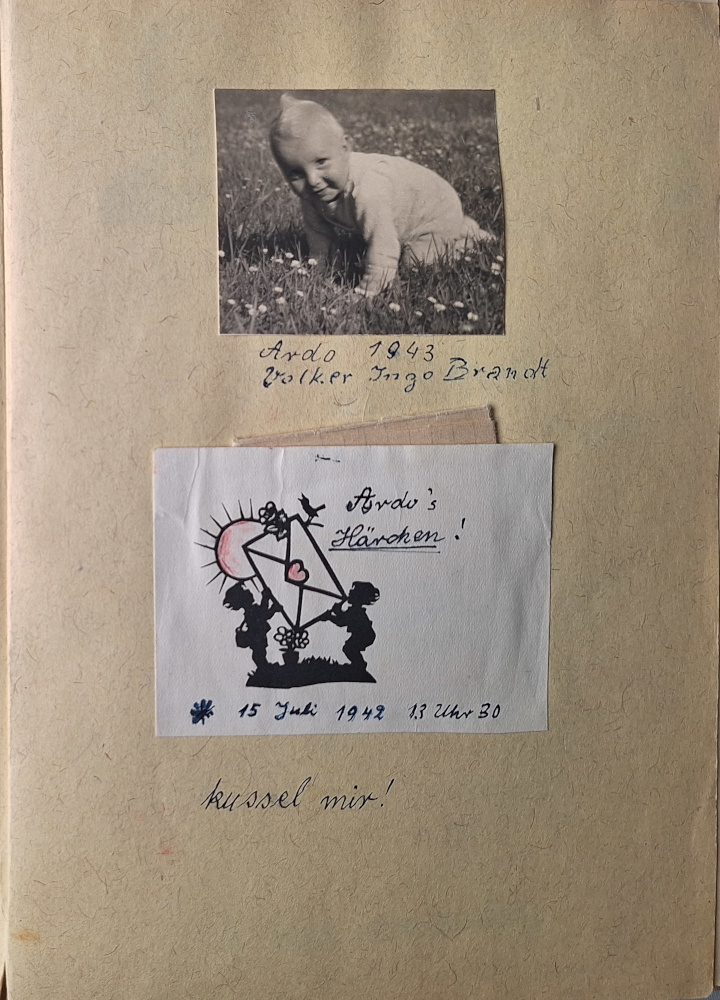 Ardo 1943
Volker Ingo Brandt
Ardo's
Härchen!
15 Juli 1942 13 Uhr 30
kussel mir!